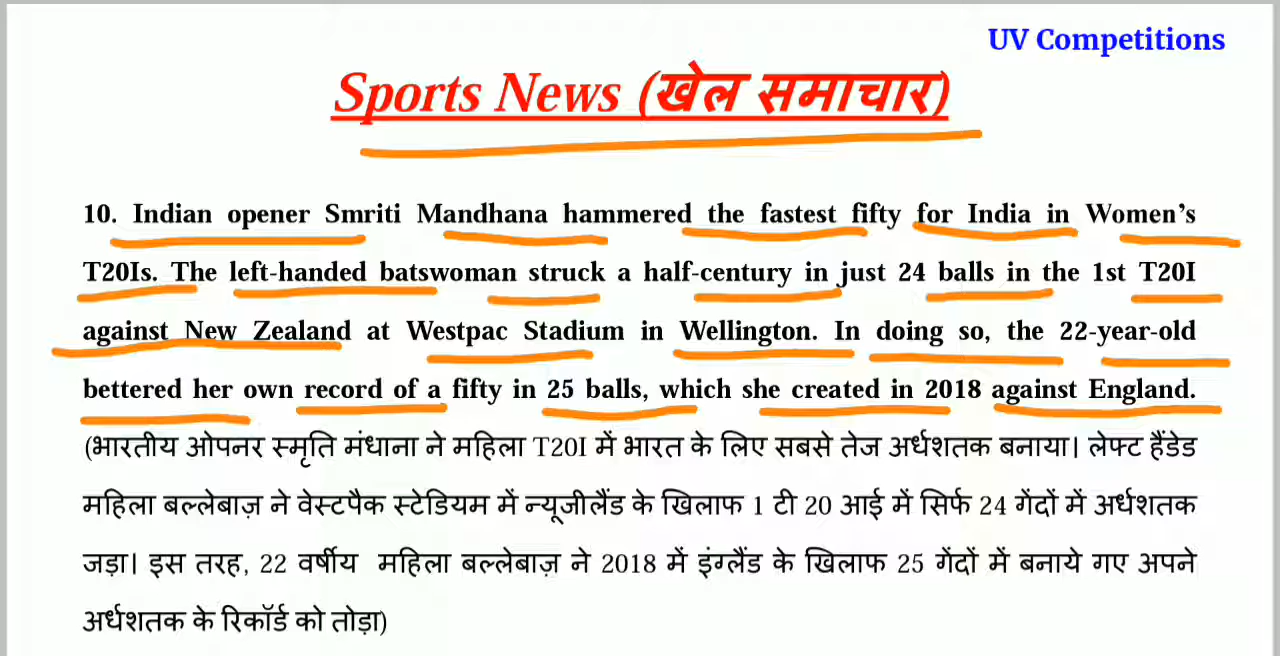 UV Competitions
Sports News (खेल समाचार)
10. Indian opener Smriti Mandhana hammered the fastest fifty for India in Women’s
T20Is. The left-handed batswoman struck a half-century in just 24 balls in the 1st T20I
against New Zealand at Westpac Stadium in Wellington. In doing so, the 22-year-old
bettered her own record of a fifty in 25 balls, which she created in 2018 against England.
(भारतीय ओपनर स्मृति मंधाना ने महिला T20I में भारत के लिए सबसे तेज अर्धशतक बनाया। लेफ्ट हैंडेड
महिला बल्लेबाज़ ने वेस्टपैक स्टेडियम में न्यूजीलैंड के खिलाफ 1 टी 20 आई में सिर्फ 24 गेंदों में अर्धशतक
जड़ा। इस तरह, 22 वर्षीय महिला बल्लेबाज़ ने 2018 में इंग्लैंड के खिलाफ 25 गेंदों में बनाये गए अपने
अर्धशतक के रिकॉर्ड को तोड़ा)